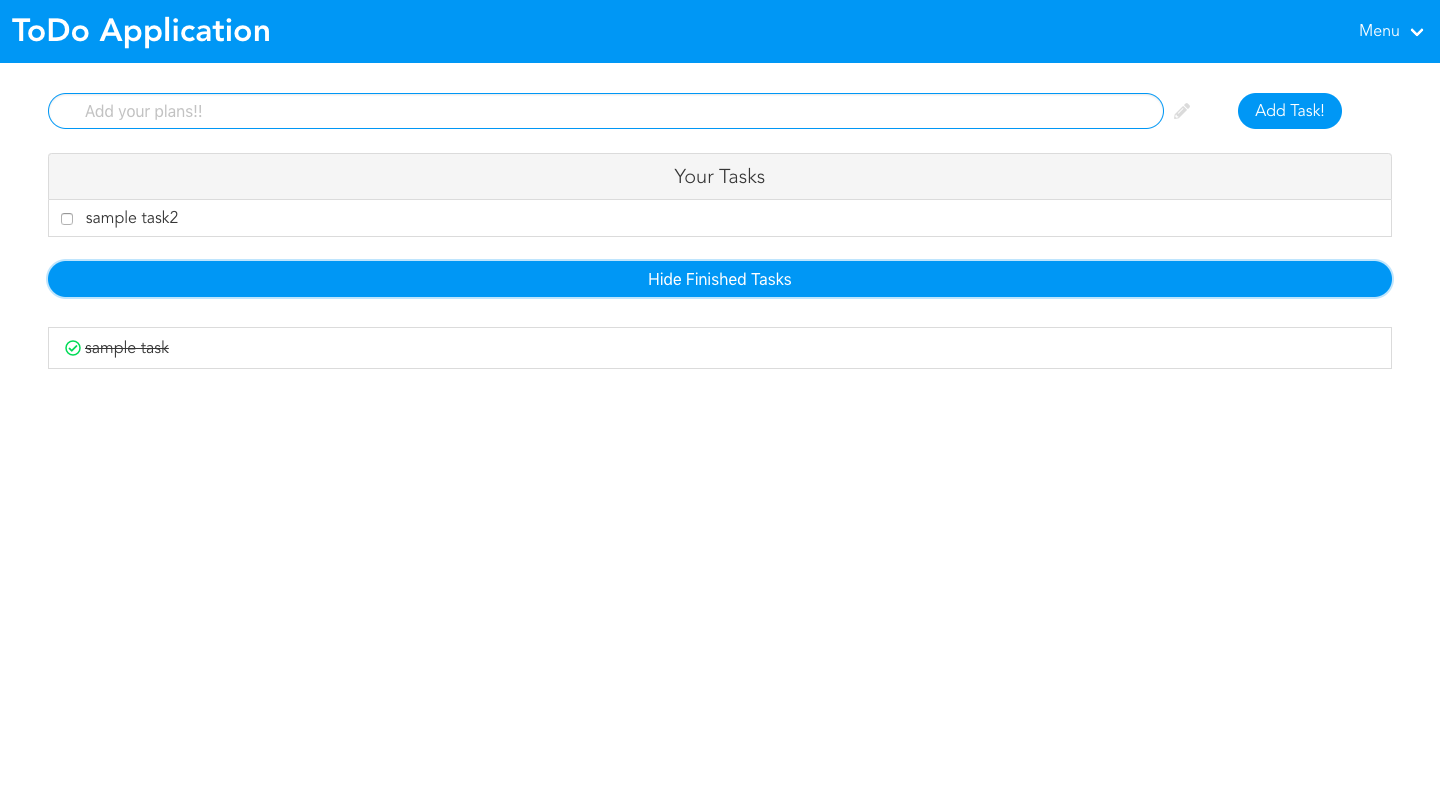 ToDo Application
Menu
Add your plans!!
Add Task!
Your Tasks
sample task2
Hide Finished Tasks
sample task